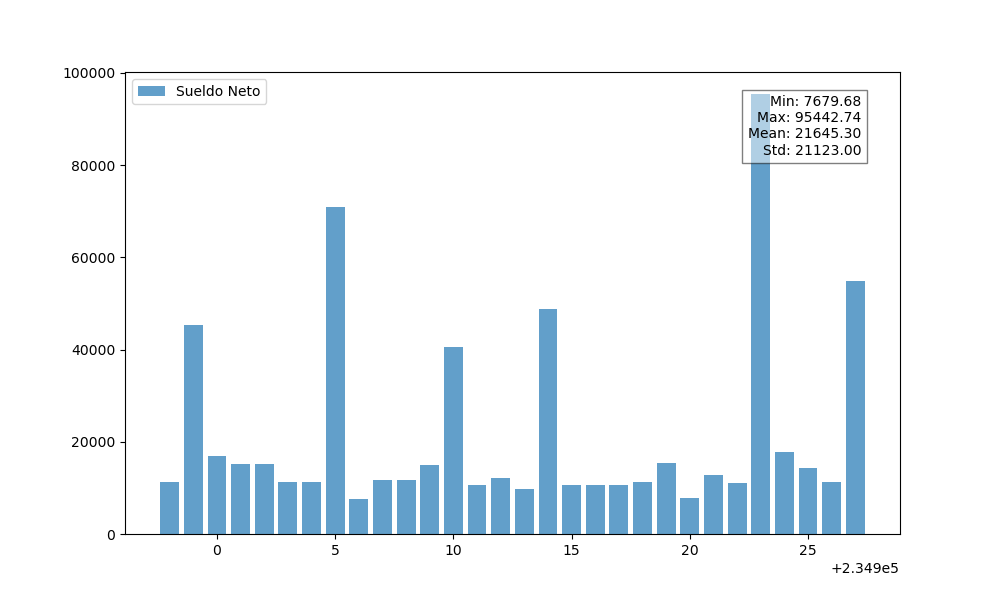 100000
80000
60000
40000
20000
0
Sueldo Neto
Min: 7679.68
Max: 95442.74
Mean: 21645.30
Std: 21123.00
0 5 10 15 20 25
+2.349e5